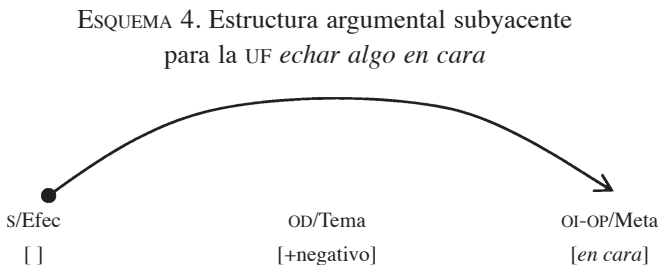 ESQUEMA 4. Estructura argumental subyacente
para la UF echar algo en cara
S/Efec OD/Tema OI-OP/Meta
[ ] [+negativo] [en cara]